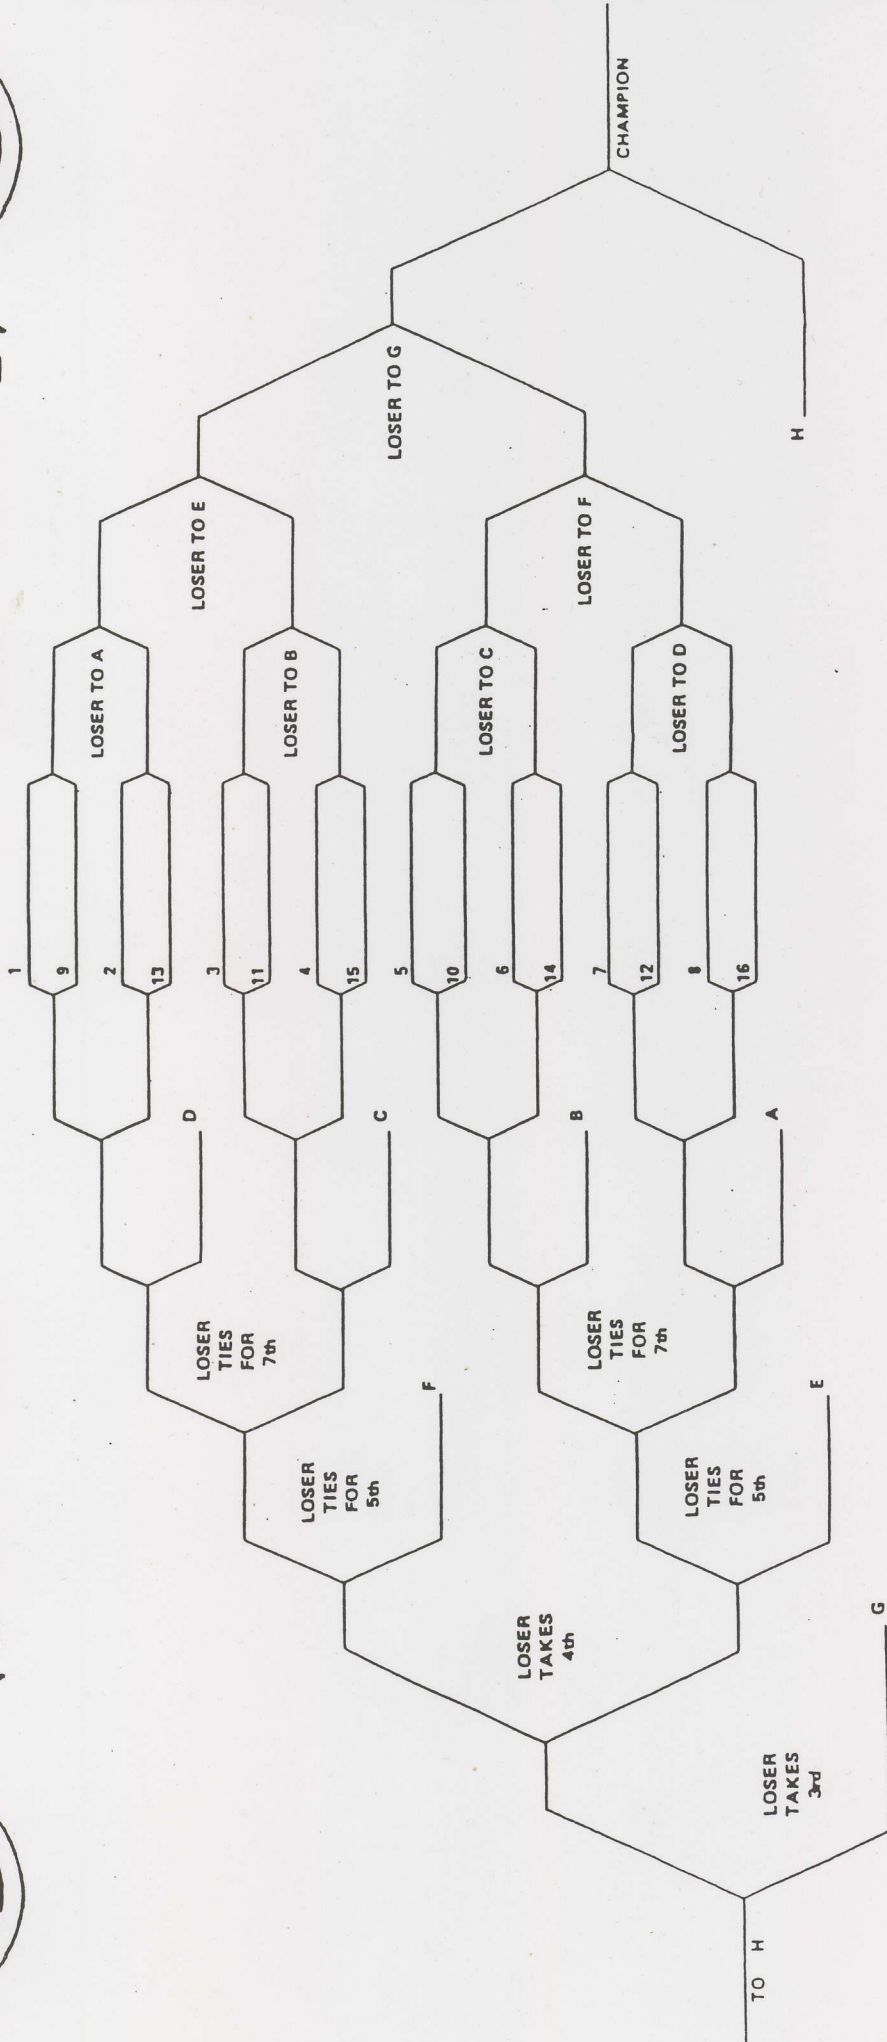 1
9
LOSER TO A
2
13
D
LOSER TO E
LOSER
TIES
FOR
7th
3
11
LOSER TO B
4
15
C
LOSER
TIES
FOR
5th
F
LOSER TO G
5
10
LOSER TO C
6
14
B
LOSER
TAKES
4th
LOSER TO F
LOSER
TIES
FOR
7th
7
12
CHAMPION
LOSER TO D
8
16
A
LOSER
TIES
FOR
5th
E
TO H
LOSER
TAKES
3rd
H
G